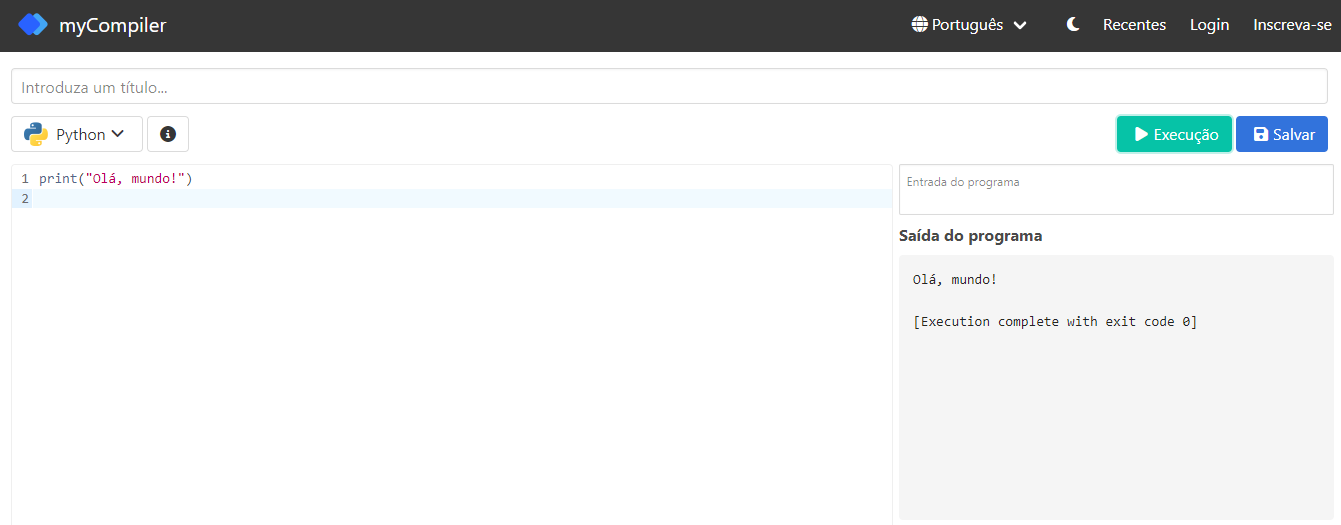 myCompiler
Português
Recentes
Login
Inscreva-se
Introduza um título...
Python
Execução
Salvar
1 print("Olá, mundo!")
2
Entrada do programa
Saída do programa
Olá, mundo!
[Execution complete with exit code 0]